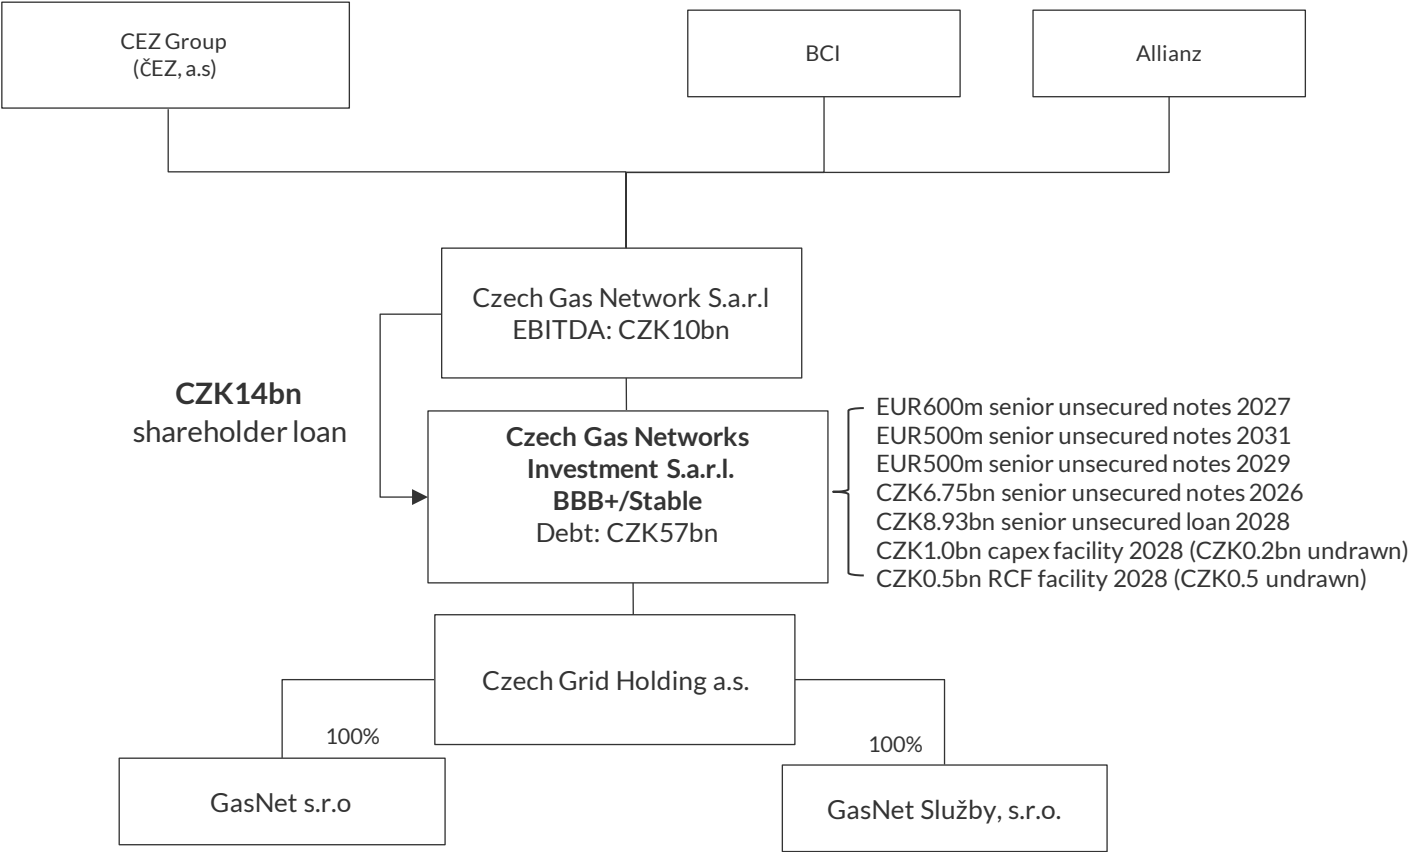 CEZ Group
(ČEZ, a.s)
BCI
Allianz
Czech Gas Network S.a.r.l
EBITDA: CZK10bn
CZK14bn
shareholder loan
Czech Gas Networks
Investment S.a.r.l.
BBB+/Stable
Debt: CZK57bn
EUR600m senior unsecured notes 2027
EUR500m senior unsecured notes 2031
EUR500m senior unsecured notes 2029
CZK6.75bn senior unsecured notes 2026
CZK8.93bn senior unsecured loan 2028
CZK1.0bn capex facility 2028 (CZK0.2bn undrawn)
CZK0.5bn RCF facility 2028 (CZK0.5 undrawn)
Czech Grid Holding a.s.
100%
100%
GasNet s.r.o
GasNet Služby, s.r.o.